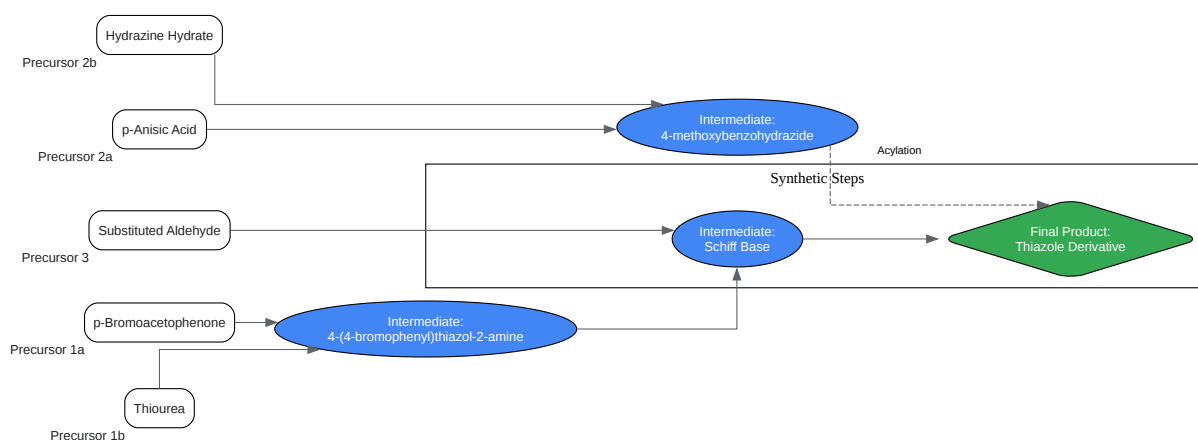 Hydrazine Hydrate
Precursor 2b
p-Anisic Acid
Precursor 2a
Intermediate:
4-methoxybenzohydrazide
Acylation
Synthetic Steps
Substituted Aldehyde
Precursor 3
Intermediate:
Schiff Base
Final Product:
Thiazole Derivative
p-Bromoacetophenone
Precursor 1a
Intermediate:
4-(4-bromophenyl)thiazol-2-amine
Thiourea
Precursor 1b